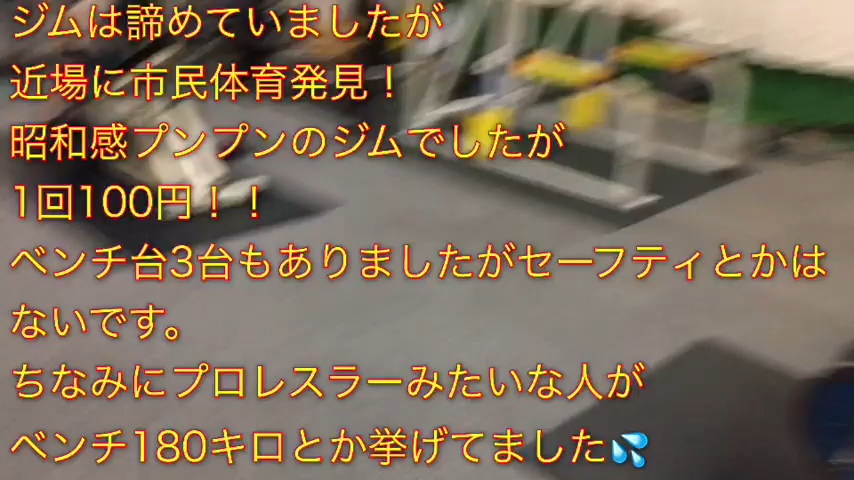 ジムは諦めていましたが
近場に市民体育発見！
昭和感プンプンのジムでしたが
1回100円！！
ベンチ台3台もありましたがセーフティとかは
ないです。
ちなみにプロレスラーみたいな人が
ベンチ180キロとか挙げてました💦